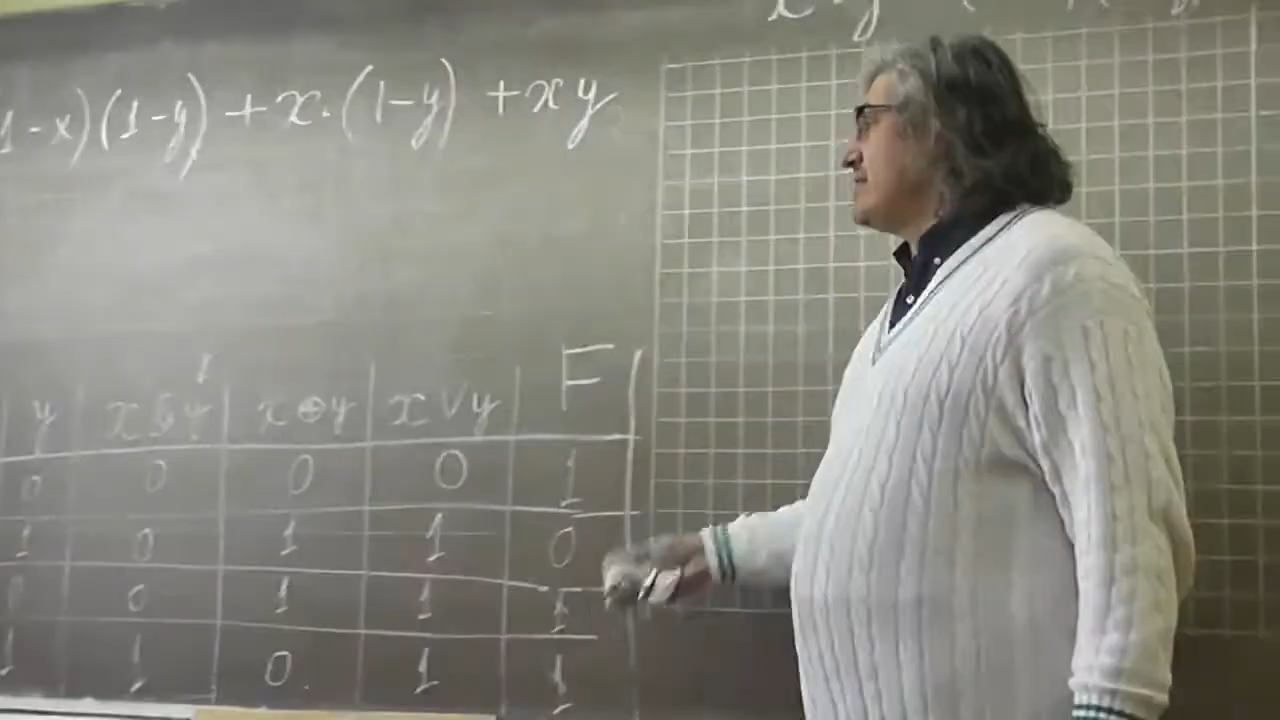 x y
1-x)(1-y) + x·(1-y) + xy
y x&y x⊕y x∨y F
0 0 0 0 1
1 0 1 1 0
0 0 1 1 1
1 1 0 1 1